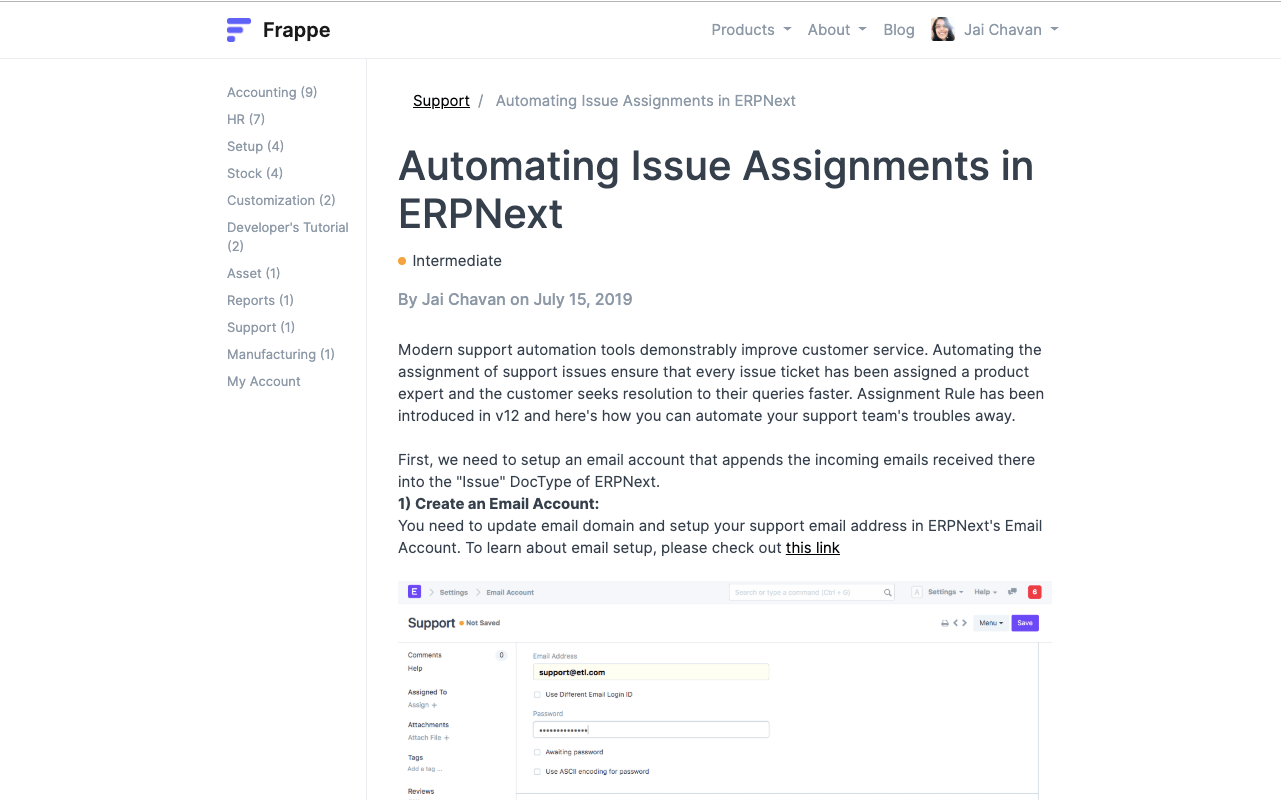 Frappe
Products
About
Blog
Jai Chavan
Accounting (9)
HR (7)
Setup (4)
Stock (4)
Customization (2)
Developer's Tutorial
(2)
Asset (1)
Reports (1)
Support (1)
Manufacturing (1)
My Account
Support / Automating Issue Assignments in ERPNext
Automating Issue Assignments in
ERPNext
Intermediate
By Jai Chavan on July 15, 2019
Modern support automation tools demonstrably improve customer service. Automating the
assignment of support issues ensure that every issue ticket has been assigned a product
expert and the customer seeks resolution to their queries faster. Assignment Rule has been
introduced in v12 and here's how you can automate your support team's troubles away.
First, we need to setup an email account that appends the incoming emails received there
into the "Issue" DocType of ERPNext.
1) Create an Email Account:
You need to update email domain and setup your support email address in ERPNext's Email
Account. To learn about email setup, please check out this link
E Settings Email Account
Search or type a command (Ctrl + G)
A Settings Help 6
Support Not Saved
Menu Save
Comments 0
Help
Assigned To
Assign +
Attachments
Attach File +
Tags
Add a tag ...
Reviews
Email Address
support@etl.com
Use Different Email Login ID
Password
Awaiting password
Use ASCII encoding for password